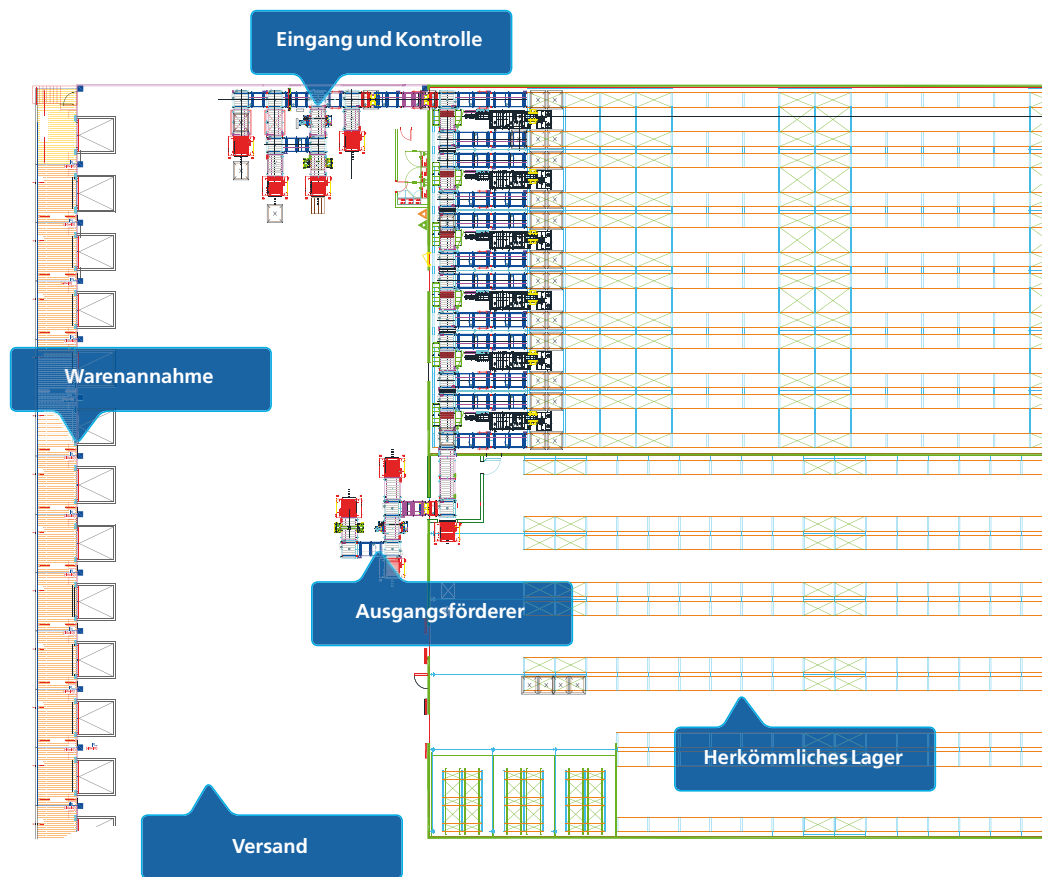 Eingang und Kontrolle
Warenannahme
Ausgangsförderer
Herkömmliches Lager
Versand